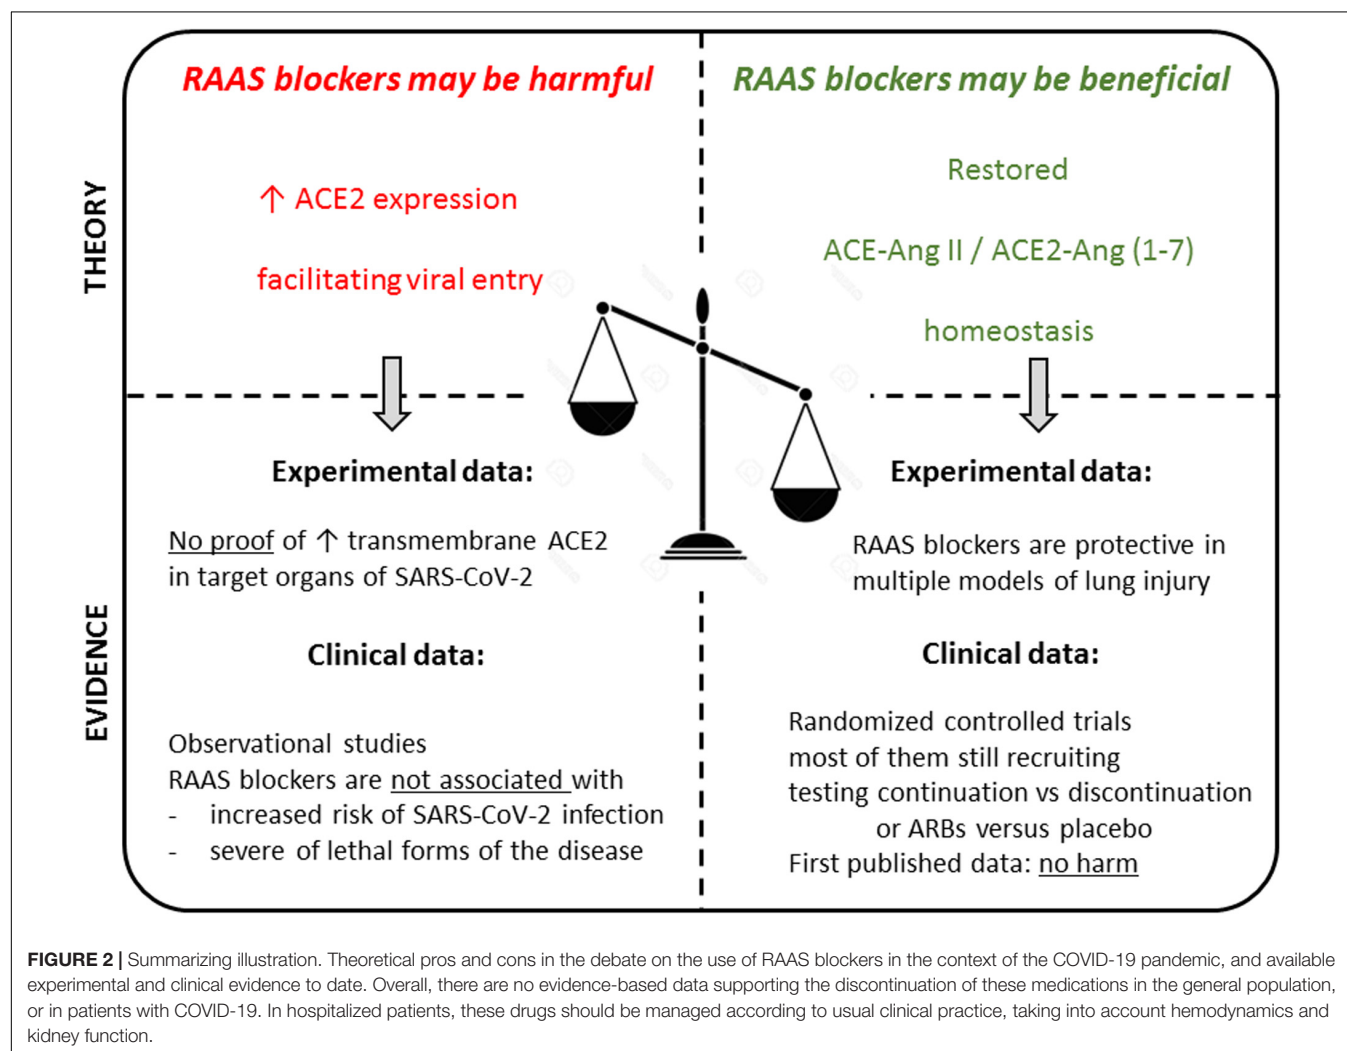 RAAS blockers may be harmful
RAAS blockers may be beneficial
THEORY
↑ ACE2 expression
facilitating viral entry
Restored
ACE-Ang II / ACE2-Ang (1-7)
homeostasis
EVIDENCE
Experimental data:
No proof of ↑ transmembrane ACE2
in target organs of SARS-CoV-2
Clinical data:
Observational studies
RAAS blockers are not associated with
- increased risk of SARS-CoV-2 infection
- severe of lethal forms of the disease
Experimental data:
RAAS blockers are protective in
multiple models of lung injury
Clinical data:
Randomized controlled trials
most of them still recruiting
testing continuation vs discontinuation
or ARBs versus placebo
First published data: no harm
FIGURE 2 | Summarizing illustration. Theoretical pros and cons in the debate on the use of RAAS blockers in the context of the COVID-19 pandemic, and available
experimental and clinical evidence to date. Overall, there are no evidence-based data supporting the discontinuation of these medications in the general population,
or in patients with COVID-19. In hospitalized patients, these drugs should be managed according to usual clinical practice, taking into account hemodynamics and
kidney function.